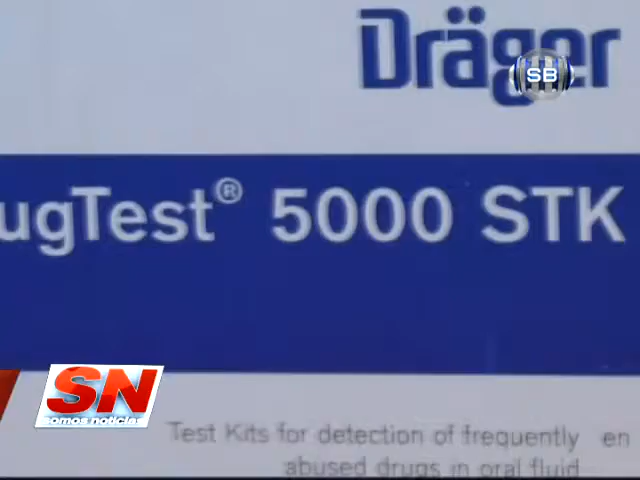 Dräger
SB
ugTest® 5000 STK
SN
somos noticias
Test Kits for detection of frequently en
abused drugs in oral fluid